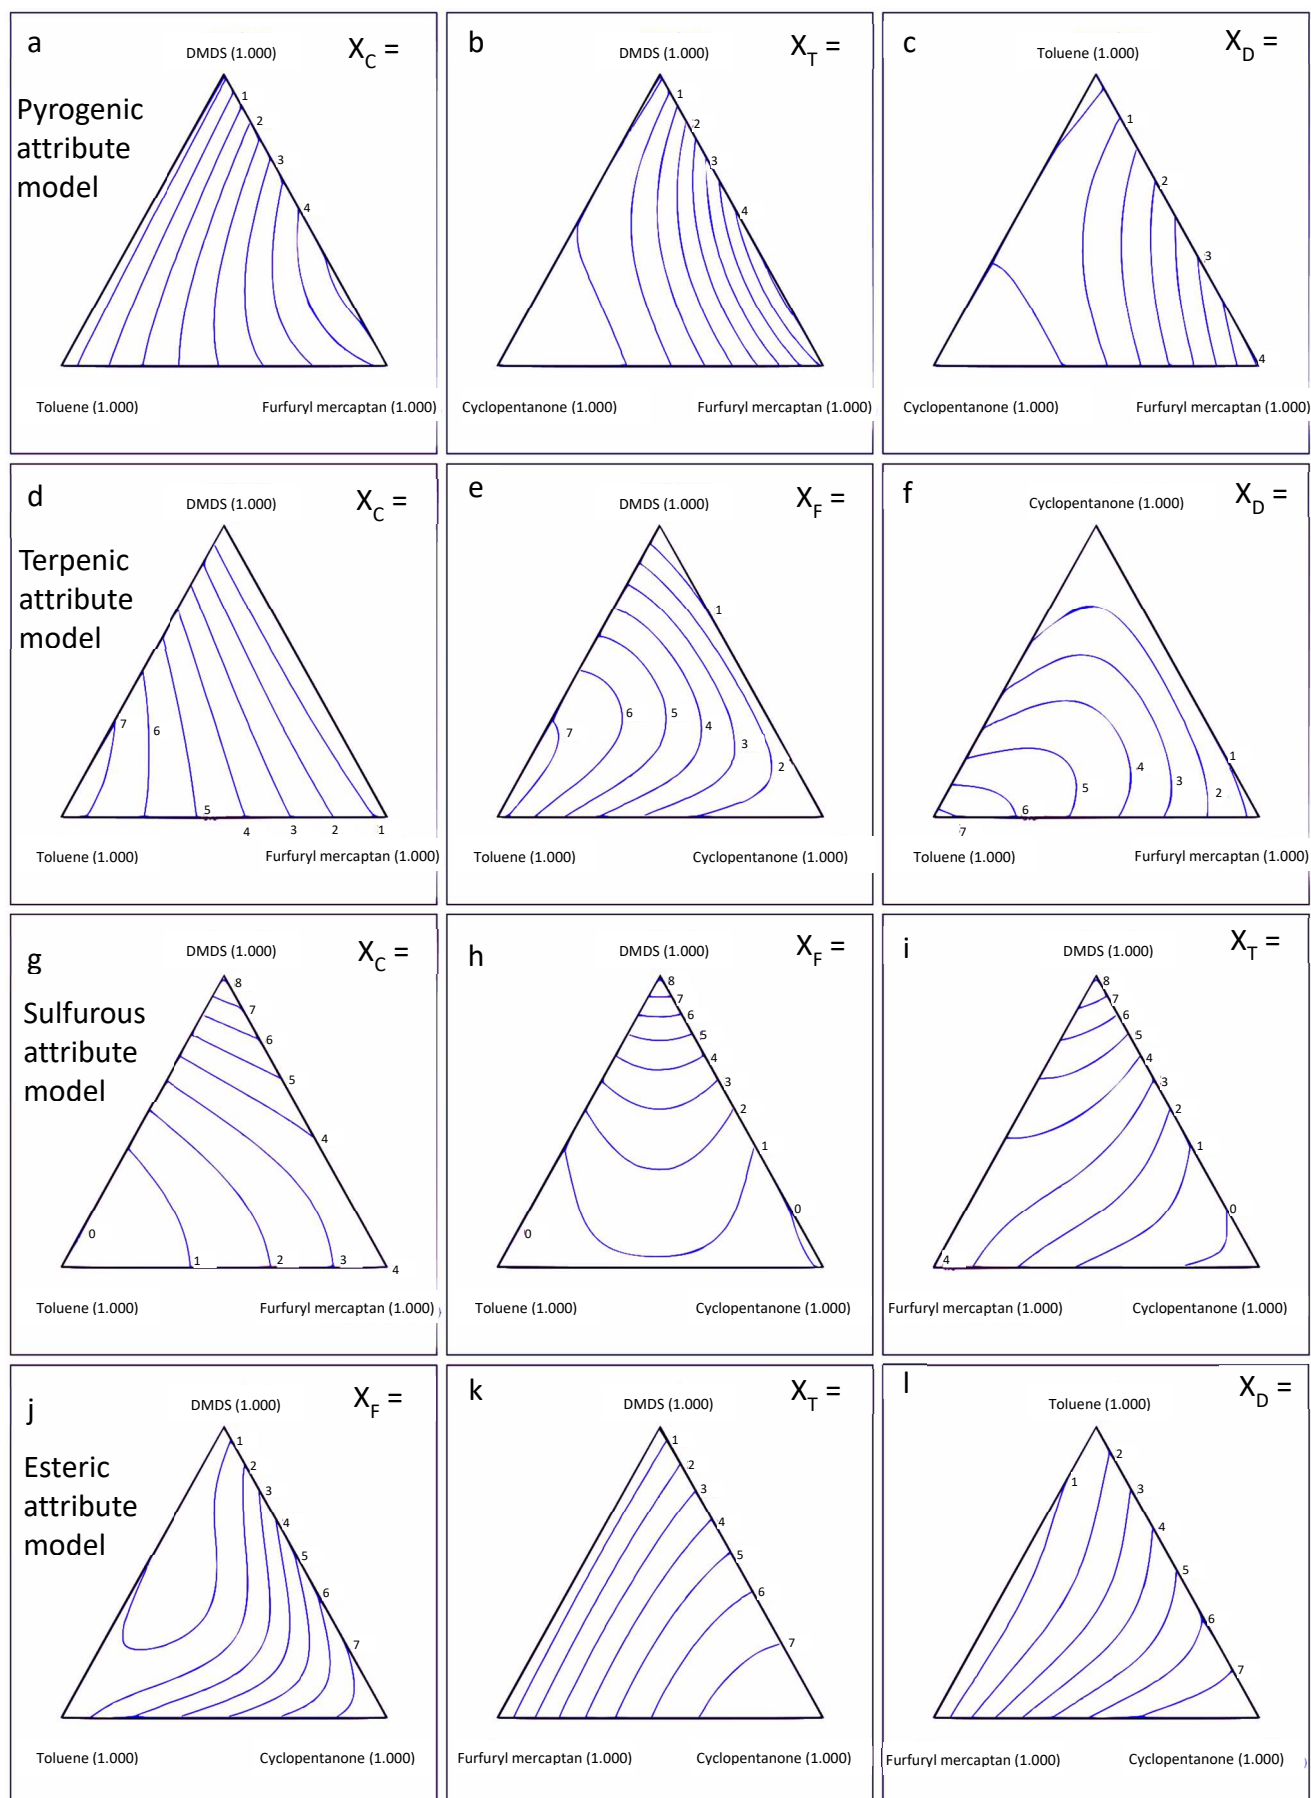 a
X_C =
DMDS (1.000)
Pyrogenic
attribute
model
1
2
3
4
Toluene (1.000)
Furfuryl mercaptan (1.000)
b
X_T =
DMDS (1.000)
1
2
3
4
Cyclopentanone (1.000)
Furfuryl mercaptan (1.000)
c
X_D =
Toluene (1.000)
1
2
3
4
Cyclopentanone (1.000)
Furfuryl mercaptan (1.000)
d
X_C =
DMDS (1.000)
Terpenic
attribute
model
7
6
5
4
3
2
1
Toluene (1.000)
Furfuryl mercaptan (1.000)
e
X_F =
DMDS (1.000)
1
7
6
5
4
3
2
Toluene (1.000)
Cyclopentanone (1.000)
f
X_D =
Cyclopentanone (1.000)
1
2
3
4
5
6
7
Toluene (1.000)
Furfuryl mercaptan (1.000)
g
X_C =
DMDS (1.000)
Sulfurous
attribute
model
8
7
6
5
4
0
1
2
3
4
Toluene (1.000)
Furfuryl mercaptan (1.000)
h
X_F =
DMDS (1.000)
8
7
6
5
4
3
2
1
0
0
Toluene (1.000)
Cyclopentanone (1.000)
i
X_T =
DMDS (1.000)
8
7
6
5
4
3
2
1
0
4
Furfuryl mercaptan (1.000)
Cyclopentanone (1.000)
j
X_F =
DMDS (1.000)
Esteric
attribute
model
1
2
3
4
5
6
7
Toluene (1.000)
Cyclopentanone (1.000)
k
X_T =
DMDS (1.000)
1
2
3
4
5
6
7
Furfuryl mercaptan (1.000)
Cyclopentanone (1.000)
l
X_D =
Toluene (1.000)
1
2
3
4
5
6
7
Furfuryl mercaptan (1.000)
Cyclopentanone (1.000)